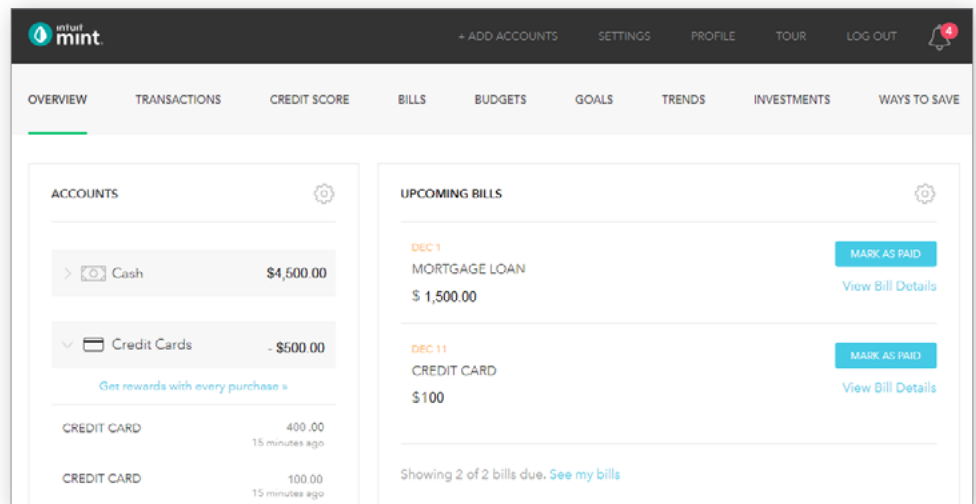 intuit
mint.
+ ADD ACCOUNTS SETTINGS PROFILE TOUR LOG OUT 4
OVERVIEW TRANSACTIONS CREDIT SCORE BILLS BUDGETS GOALS TRENDS INVESTMENTS WAYS TO SAVE
ACCOUNTS
Cash $4,500.00
Credit Cards - $500.00
Get rewards with every purchase »
CREDIT CARD 400 .00
15 minutes ago
CREDIT CARD 100.00
15 minutes ago
UPCOMING BILLS
DEC 1
MORTGAGE LOAN
$ 1,500.00
MARK AS PAID
View Bill Details
DEC 11
CREDIT CARD
$100
MARK AS PAID
View Bill Details
Showing 2 of 2 bills due. See my bills